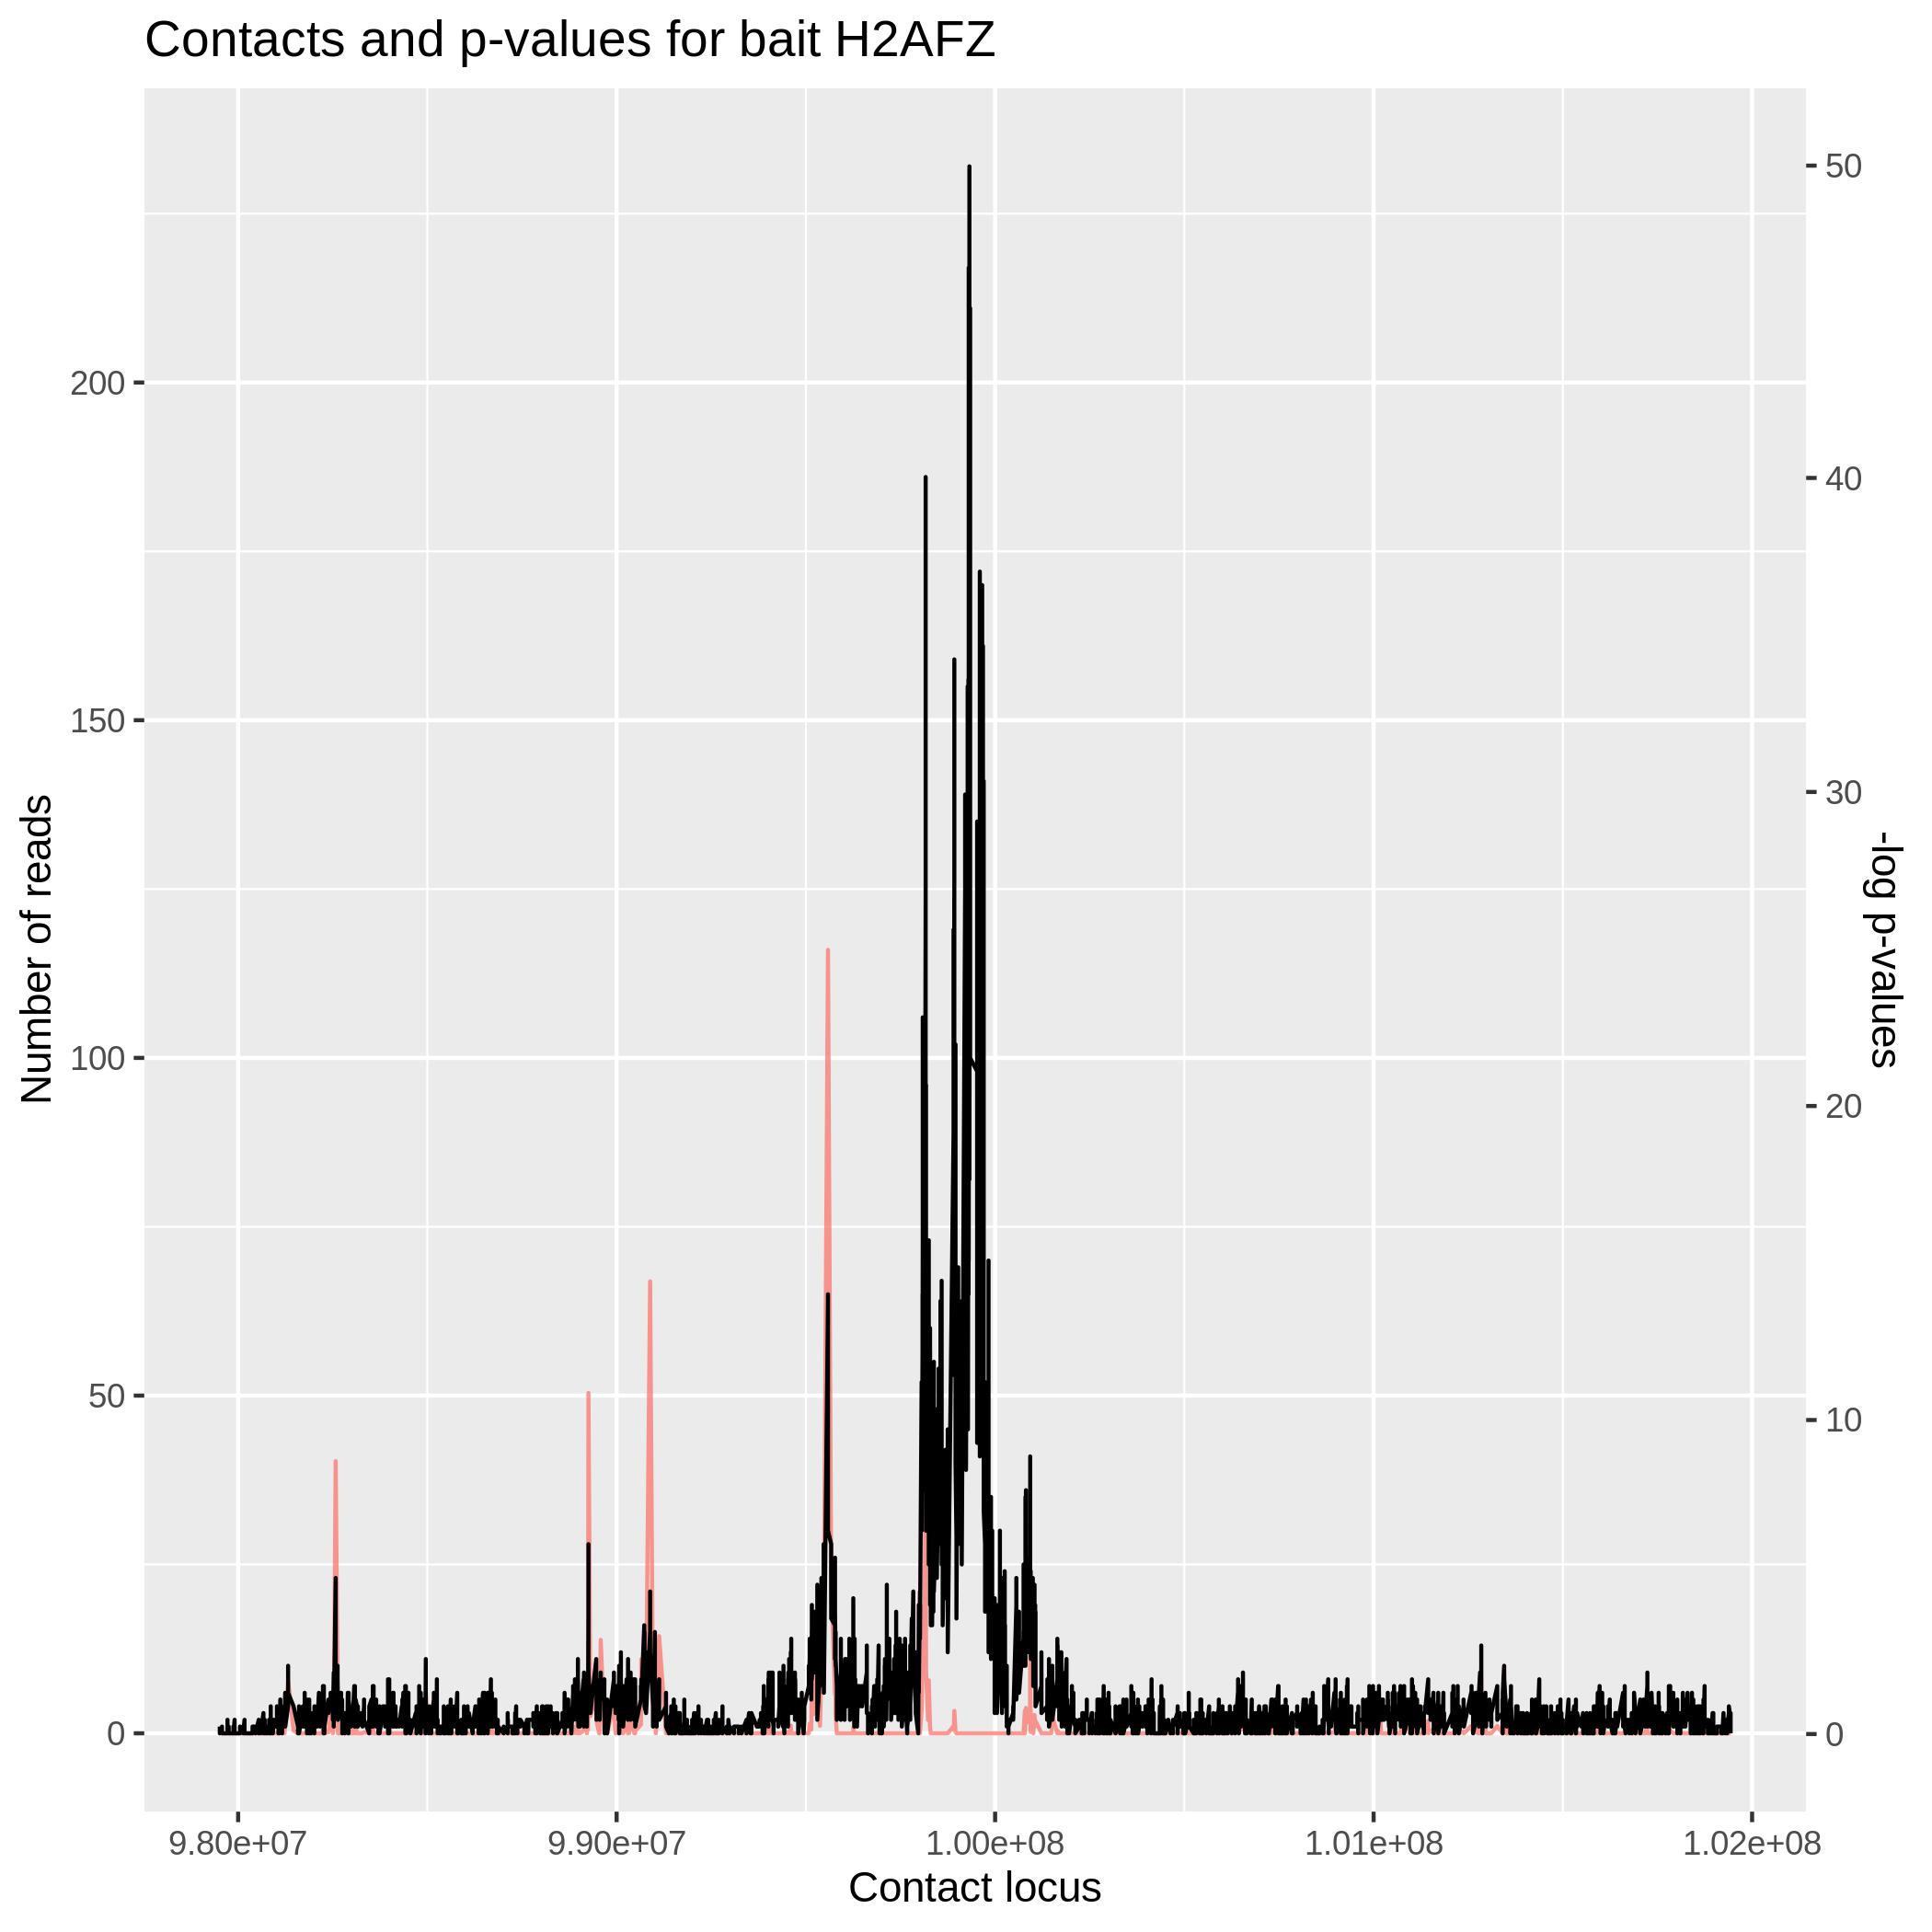 Contacts and p-values for bait H2AFZ
Number of reads
200
150
100
50
0
50
40
30
20
10
0
-log p-values
9.80e+07
9.90e+07
1.00e+08
1.01e+08
1.02e+08
Contact locus